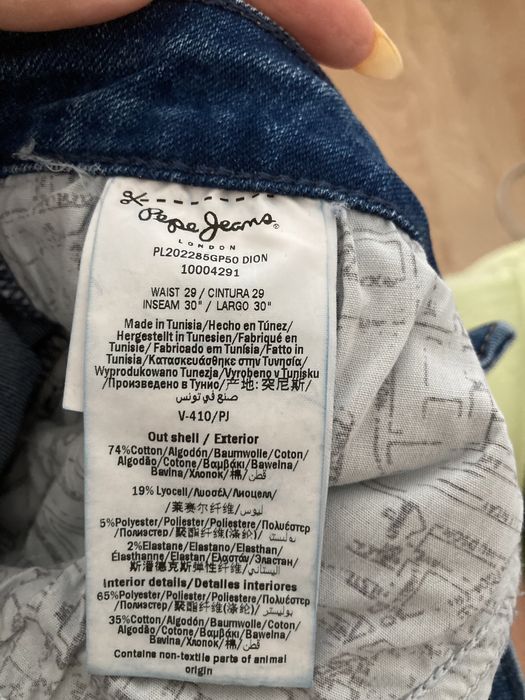 Pepe Jeans
LONDON
PL202285GP50 DION
10004291
WAIST 29 / CINTURA 29
INSEAM 30" / LARGO 30"
Made in Tunisia/Hecho en Túnez/
Hergestellt in Tunesien/Fabriqué en
Tunisie/ Fabricado em Tunísia/Fatto in
Tunisia/Κατασκευάσθηκε στην Τυνησία/
Wyprodukowano Tunezja/Vyrobeno v Tunisku
/Произведено в Тунис/产地: 突尼斯/
صنع في تونس
V-410/PJ
Out shell / Exterior
74%Cotton/Algodón/Baumwolle/Coton/
Algodão/Cotone/Βαμβάκι/Bawełna/
Bavlna/Хлопок/棉/ قطن
19% Lyocell/Λυοσέλ/Лиоцелл/
/莱赛尔纤维/ ليوس
5%Polyester/Poliester/Poliestere/Πολυέστερ
/Полиэстер/聚酯纤维(涤纶)/ بوليستر
2%Elastane/Elastano/Elasthan/
Élasthanne/Elastan/Ελαστάν/Эластан/
斯潘德克斯弹性纤维/ اليستاني
Interior details/Detalles interiores
65%Polyester/Poliester/Poliestere/Πολυέστερ
/Полиэстер/聚酯纤维(涤纶)/ بوليستر
35%Cotton/Algodón/Baumwolle/Coton/
Algodão/Cotone/Βαμβάκι/Bawełna/
Bavlna/Хлопок/棉/ قطن
Contains non-textile parts of animal
origin